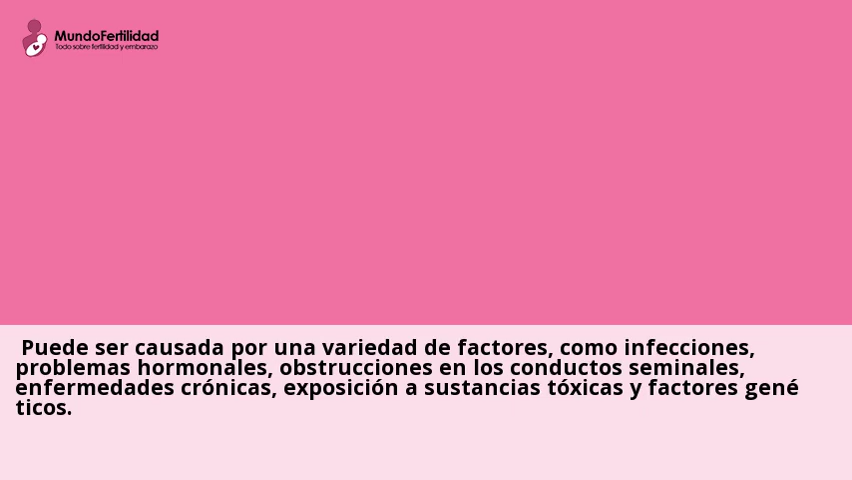 MundoFertilidad
Todo sobre fertilidad y embarazo
Puede ser causada por una variedad de factores, como infecciones,
problemas hormonales, obstrucciones en los conductos seminales,
enfermedades crónicas, exposición a sustancias tóxicas y factores gené
ticos.